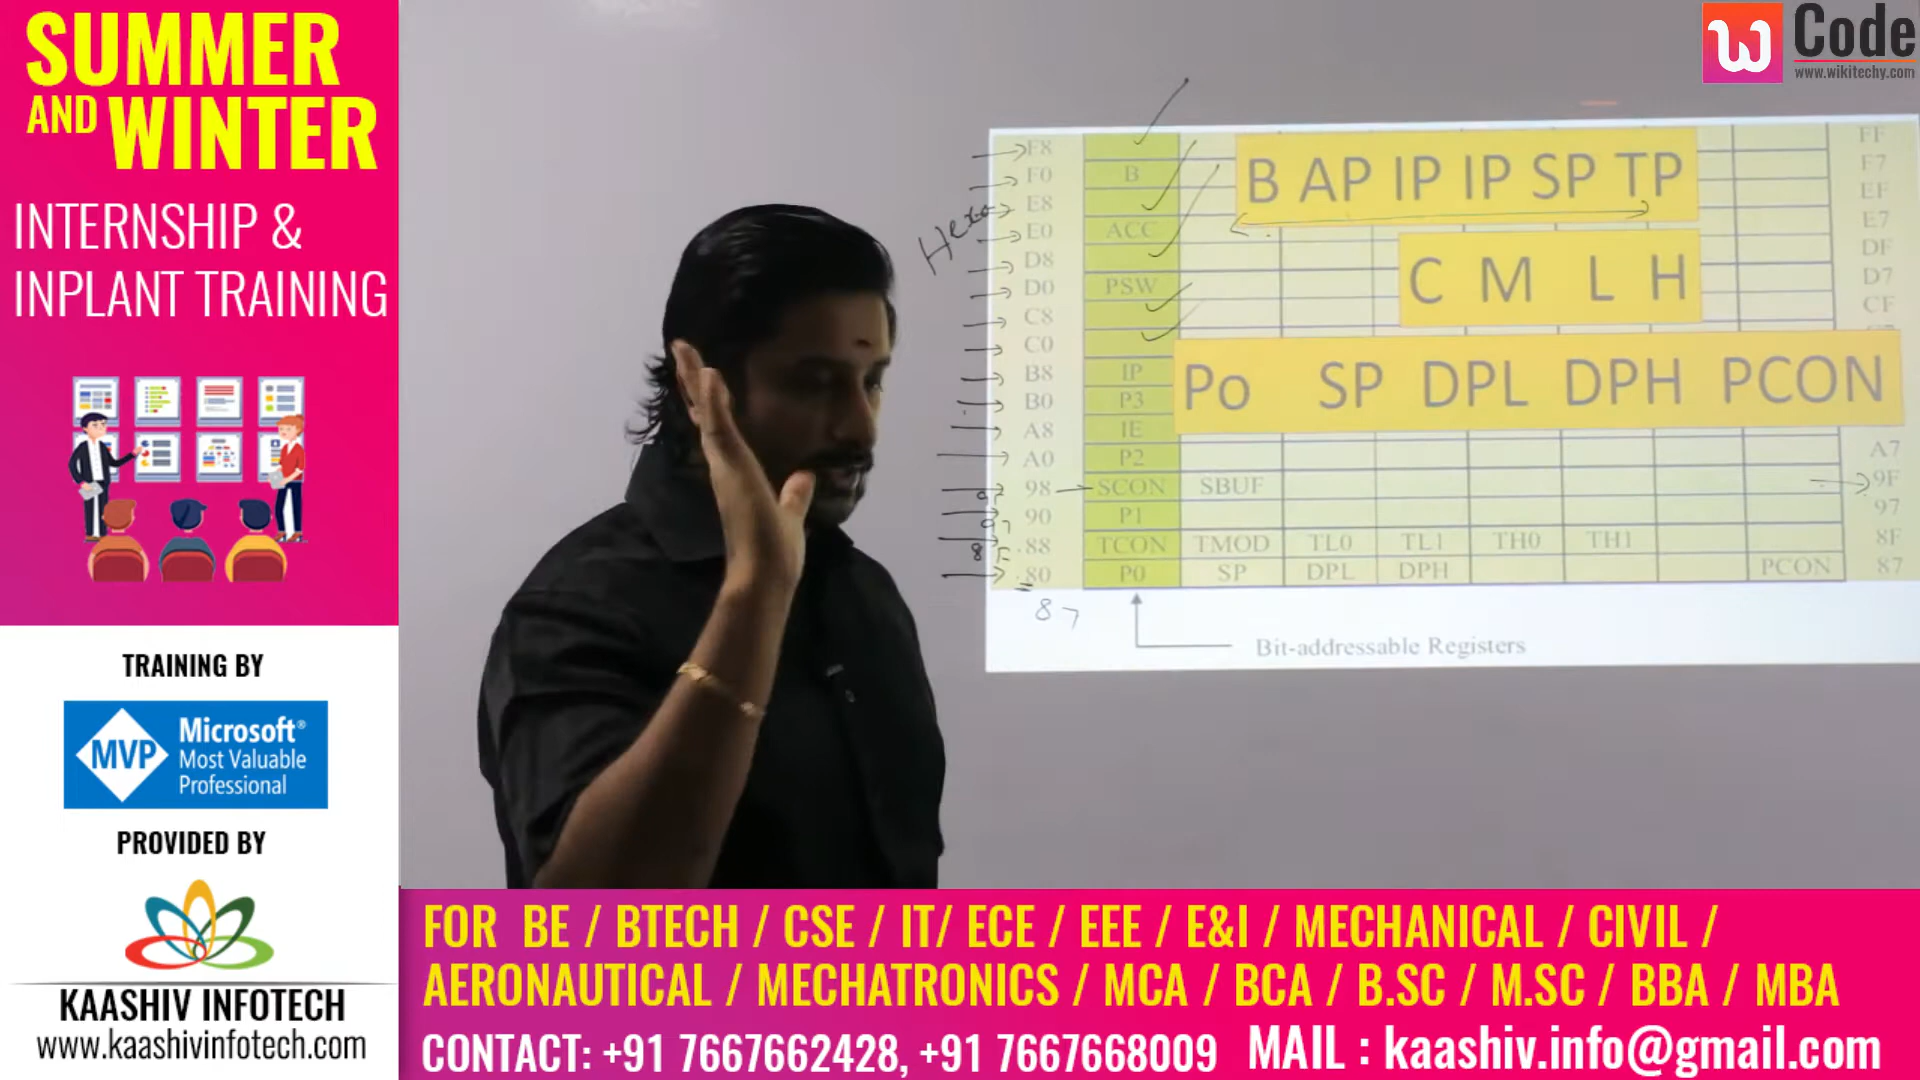 SUMMER
AND WINTER
INTERNSHIP &
INPLANT TRAINING
TRAINING BY
MVP
Microsoft®
Most Valuable
Professional
PROVIDED BY
KAASHIV INFOTECH
www.kaashivinfotech.com
W Code
www.wikitechy.com
Hexa
F8 FF
F0 B F7
E8 EF
E0 ACC E7
D8 DF
D0 PSW D7
C8 CF
C0
B8 IP
B0 P3
A8 IE
A0 P2 A7
98 SCON SBUF 9F
90 P1 97
88 TCON TMOD TL0 TL1 TH0 TH1 8F
80 P0 SP DPL DPH PCON 87
B AP IP IP SP TP
C M L H
Po SP DPL DPH PCON
87
Bit-addressable Registers
FOR BE / BTECH / CSE / IT/ ECE / EEE / E&I / MECHANICAL / CIVIL /
AERONAUTICAL / MECHATRONICS / MCA / BCA / B.SC / M.SC / BBA / MBA
CONTACT: +91 7667662428, +91 7667668009 MAIL : kaashiv.info@gmail.com